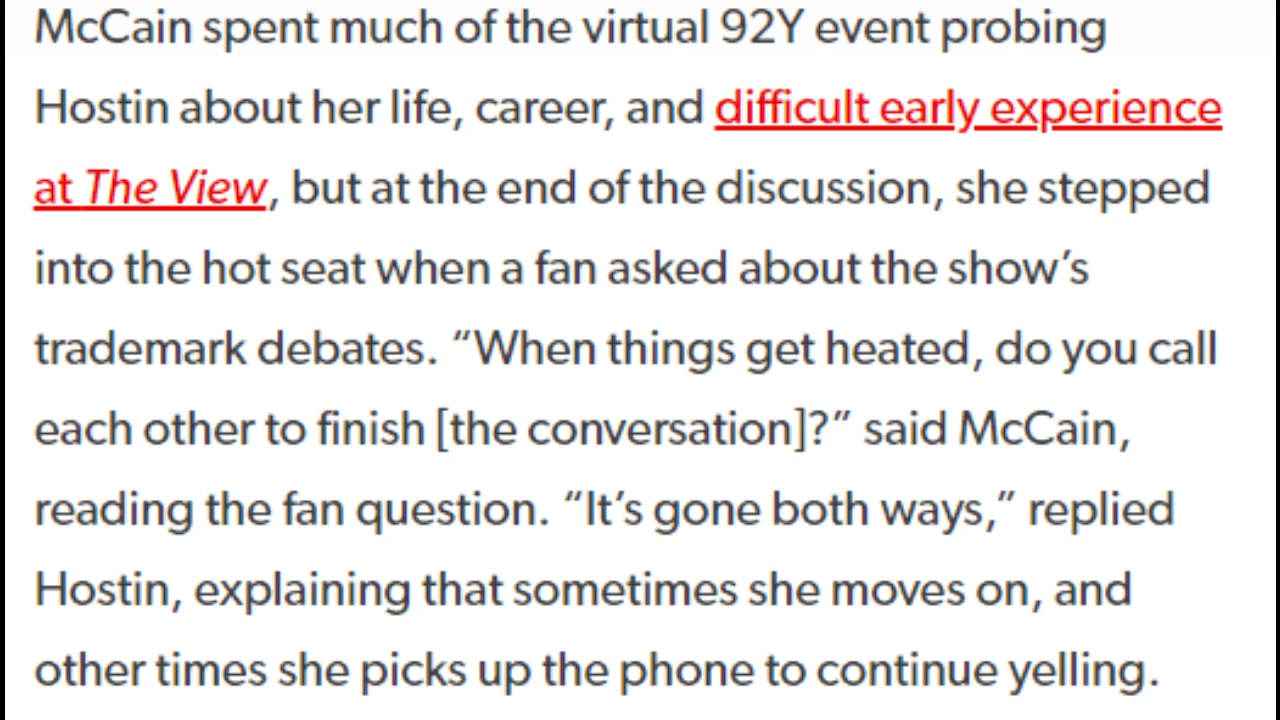 McCain spent much of the virtual 92Y event probing
Hostin about her life, career, and difficult early experience
at The View, but at the end of the discussion, she stepped
into the hot seat when a fan asked about the show’s
trademark debates. “When things get heated, do you call
each other to finish [the conversation]?” said McCain,
reading the fan question. “It’s gone both ways,” replied
Hostin, explaining that sometimes she moves on, and
other times she picks up the phone to continue yelling.